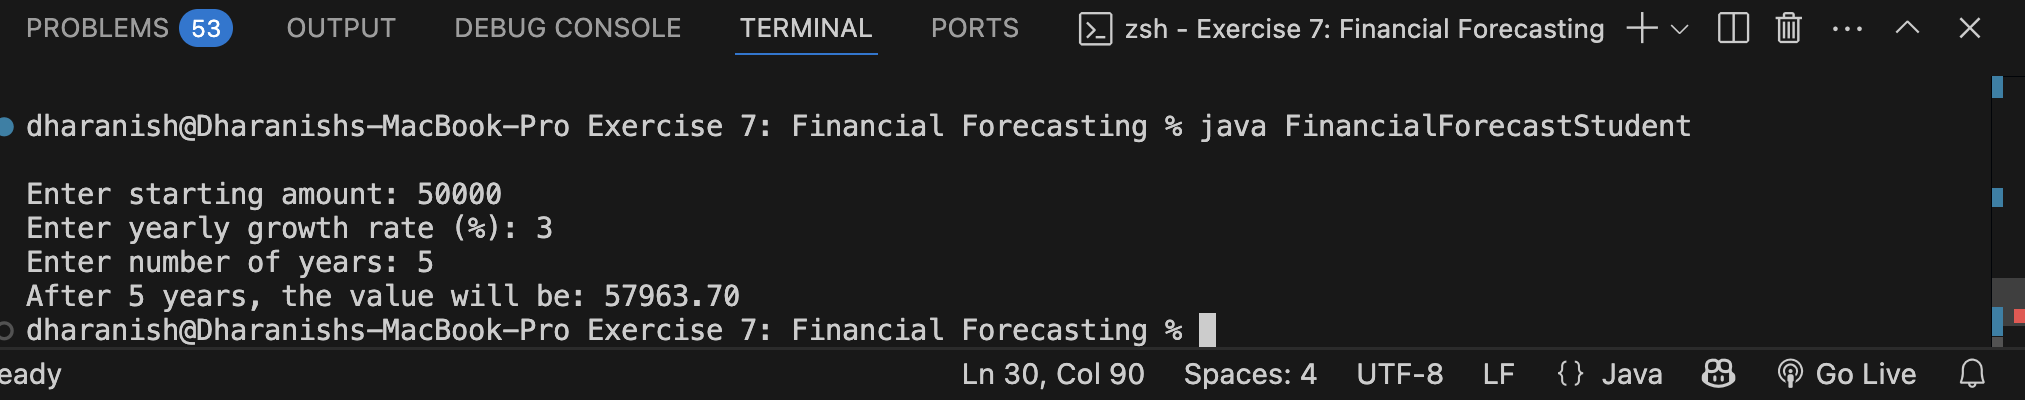 PROBLEMS 53 OUTPUT DEBUG CONSOLE TERMINAL PORTS zsh - Exercise 7: Financial Forecasting
dharanish@Dharanishs-MacBook-Pro Exercise 7: Financial Forecasting % java FinancialForecastStudent
Enter starting amount: 50000
Enter yearly growth rate (%): 3
Enter number of years: 5
After 5 years, the value will be: 57963.70
dharanish@Dharanishs-MacBook-Pro Exercise 7: Financial Forecasting %
eady Ln 30, Col 90 Spaces: 4 UTF-8 LF {} Java Go Live